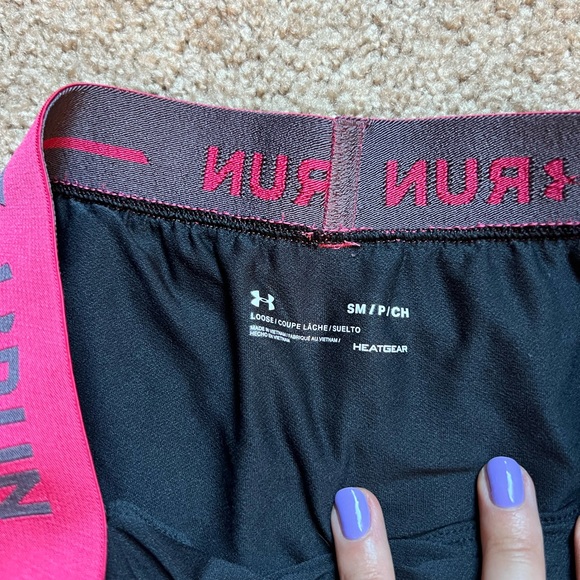 RUN
RUN
SM / P / CH
LOOSE / COUPE LÂCHE / SUELTO
MADE IN VIETNAM / FABRIQUÉ AU VIETNAM /
HECHO EN VIETNAM
HEATGEAR
RUN